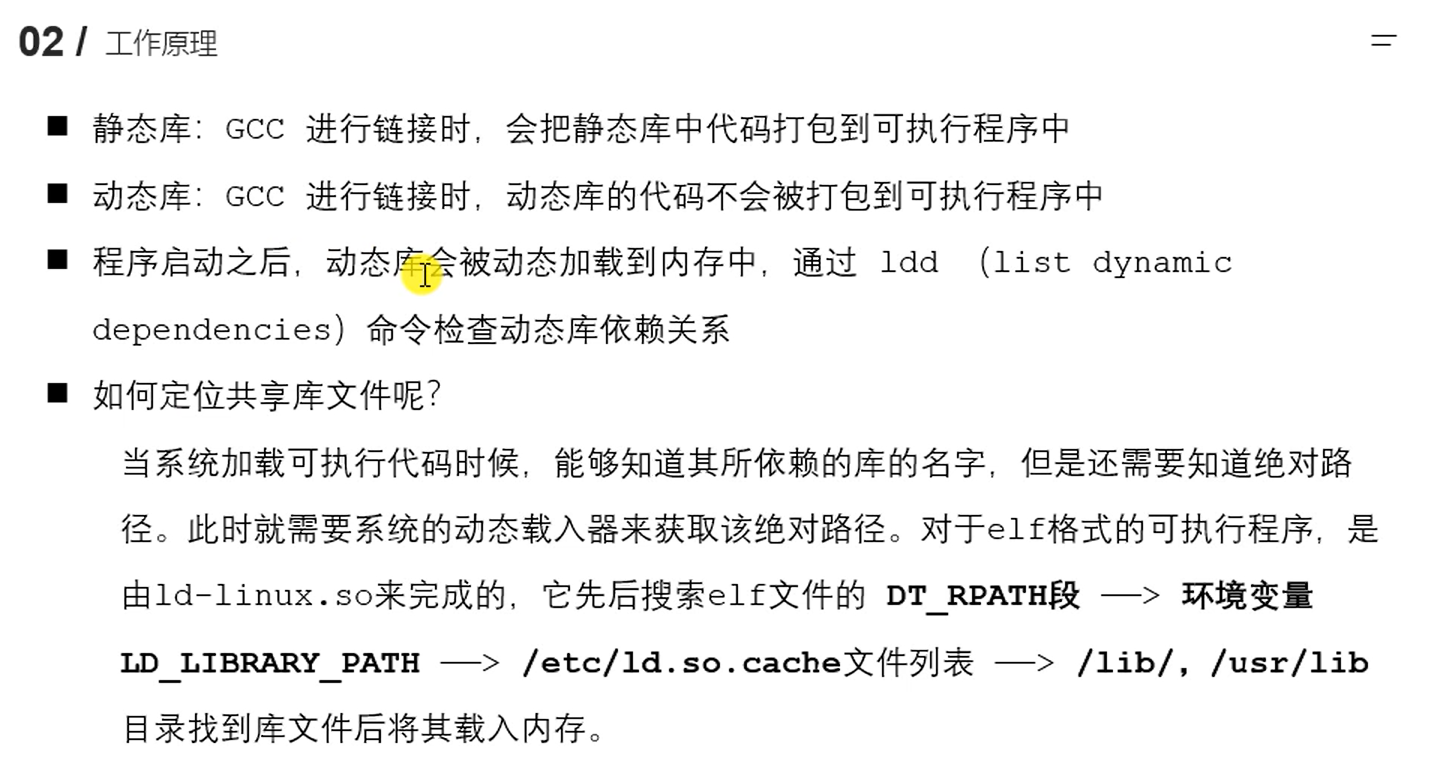 02 / 工作原理
■ 静态库：GCC 进行链接时，会把静态库中代码打包到可执行程序中
■ 动态库：GCC 进行链接时，动态库的代码不会被打包到可执行程序中
■ 程序启动之后，动态库会被动态加载到内存中，通过 ldd （list dynamic
dependencies）命令检查动态库依赖关系
■ 如何定位共享库文件呢？
当系统加载可执行代码时候，能够知道其所依赖的库的名字，但是还需要知道绝对路
径。此时就需要系统的动态载入器来获取该绝对路径。对于elf格式的可执行程序，是
由ld-linux.so来完成的，它先后搜索elf文件的 DT_RPATH段 ——> 环境变量
LD_LIBRARY_PATH ——> /etc/ld.so.cache文件列表 ——> /lib/，/usr/lib
目录找到库文件后将其载入内存。